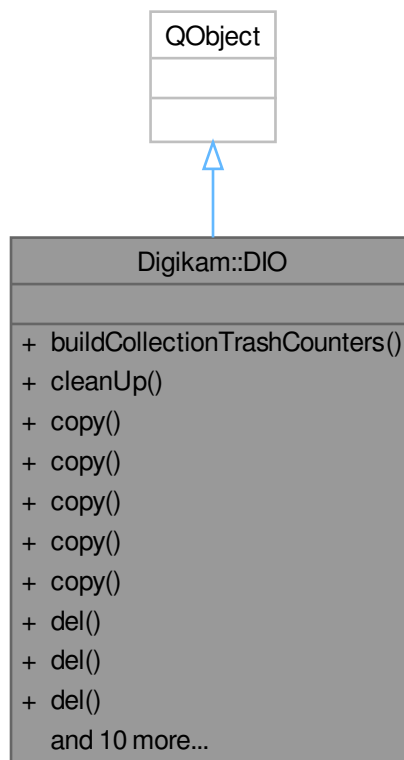 QObject
Digikam::DIO
+ buildCollectionTrashCounters()
+ cleanUp()
+ copy()
+ copy()
+ copy()
+ copy()
+ copy()
+ del()
+ del()
+ del()
and 10 more...